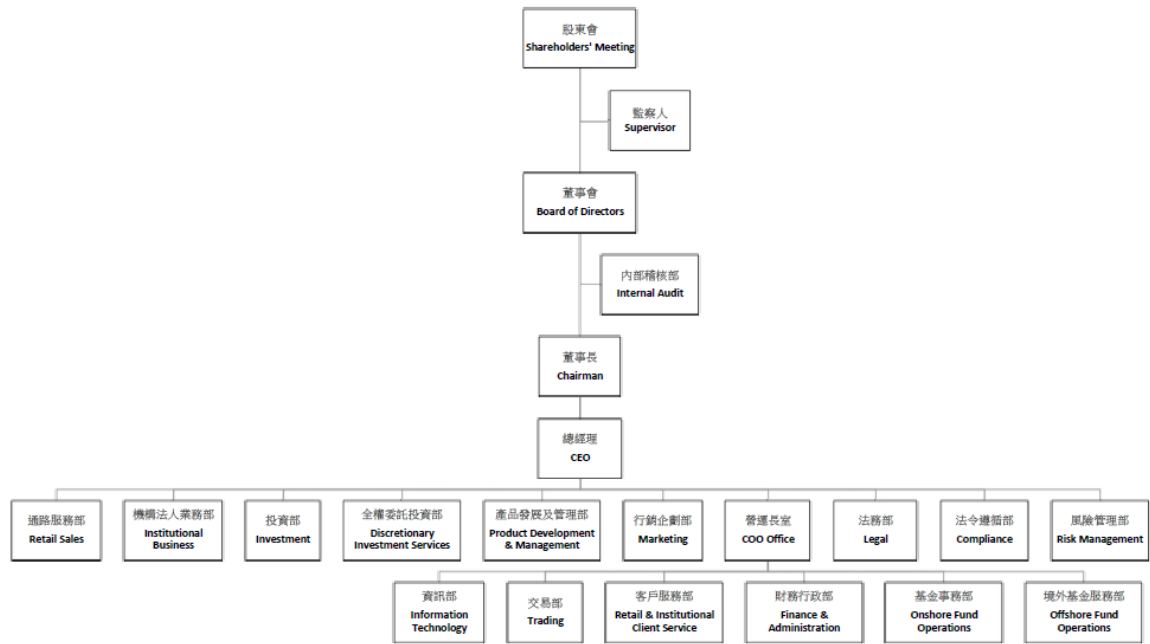 股東會
Shareholders' Meeting
監察人
Supervisor
董事會
Board of Directors
內部稽核部
Internal Audit
董事長
Chairman
總經理
CEO
通路服務部
Retail Sales
機構法人業務部
Institutional
Business
投資部
Investment
全權委託投資部
Discretionary
Investment Services
產品發展及管理部
Product Development
& Management
行銷企劃部
Marketing
營運長室
COO Office
法務部
Legal
法令遵循部
Compliance
風險管理部
Risk Management
資訊部
Information
Technology
交易部
Trading
客戶服務部
Retail & Institutional
Client Service
財務行政部
Finance &
Administration
基金事務部
Onshore Fund
Operations
境外基金服務部
Offshore Fund
Operations